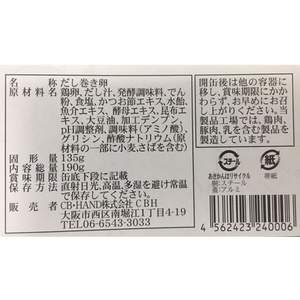 名称 だし巻き卵
原材料名 鶏卵、だし汁、発酵調味料、でん
粉、食塩、かつお節エキス、水飴、
魚介エキス、酵母エキス、昆布エ
キス、大豆油、加工デンプン、
pH調整剤、調味料(アミノ酸)、
グリシン、酢酸ナトリウム(原材
料の一部に小麦、さばを含む)
固形量 135g
内容総量 190g
賞味期限 缶底下段に記載
保存方法 直射日光、高温、多湿を避け常温
で保存してください。
販売者 CB・HAND株式会社 CBH
大阪市西区南堀江1丁目4-19
TEL 06-6543-3033
開缶後は他の容器に
移し、賞味期限にかか
わらず、お早めにお召
し上がりください。当
製品工場では、鶏肉、
豚肉、乳を含む製品を
製造しています。
スチール
紙
あきかんはリサイクル
胴:スチール
蓋:アルミ
帯紙
4 562423 240006